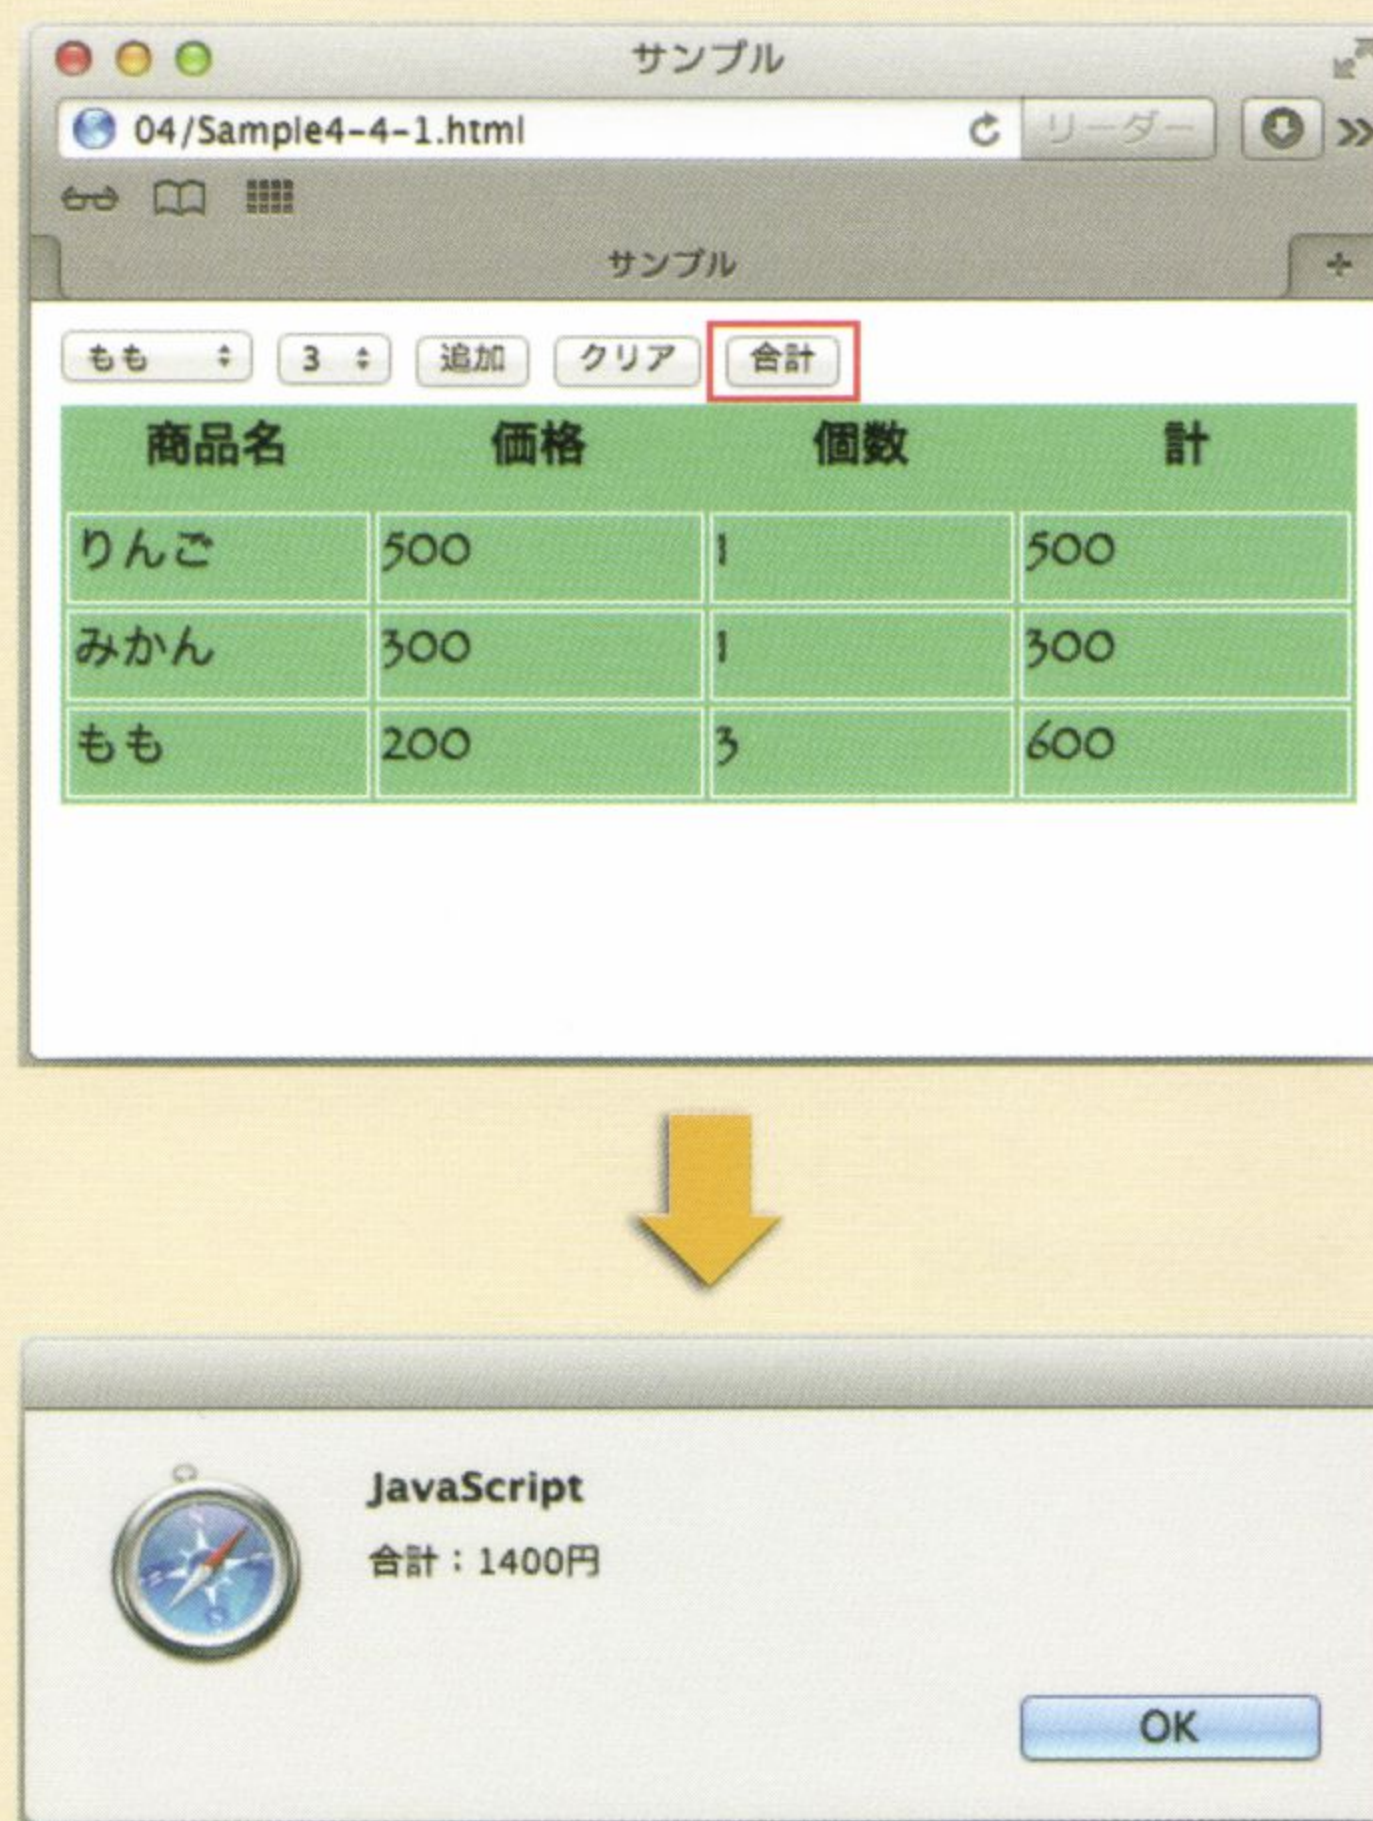 サンプル
04/Sample4-4-1.html リーダー
サンプル
もも 3 追加 クリア 合計
商品名 価格 個数 計
りんご 500 1 500
みかん 300 1 300
もも 200 3 600
JavaScript
合計：1400円
OK